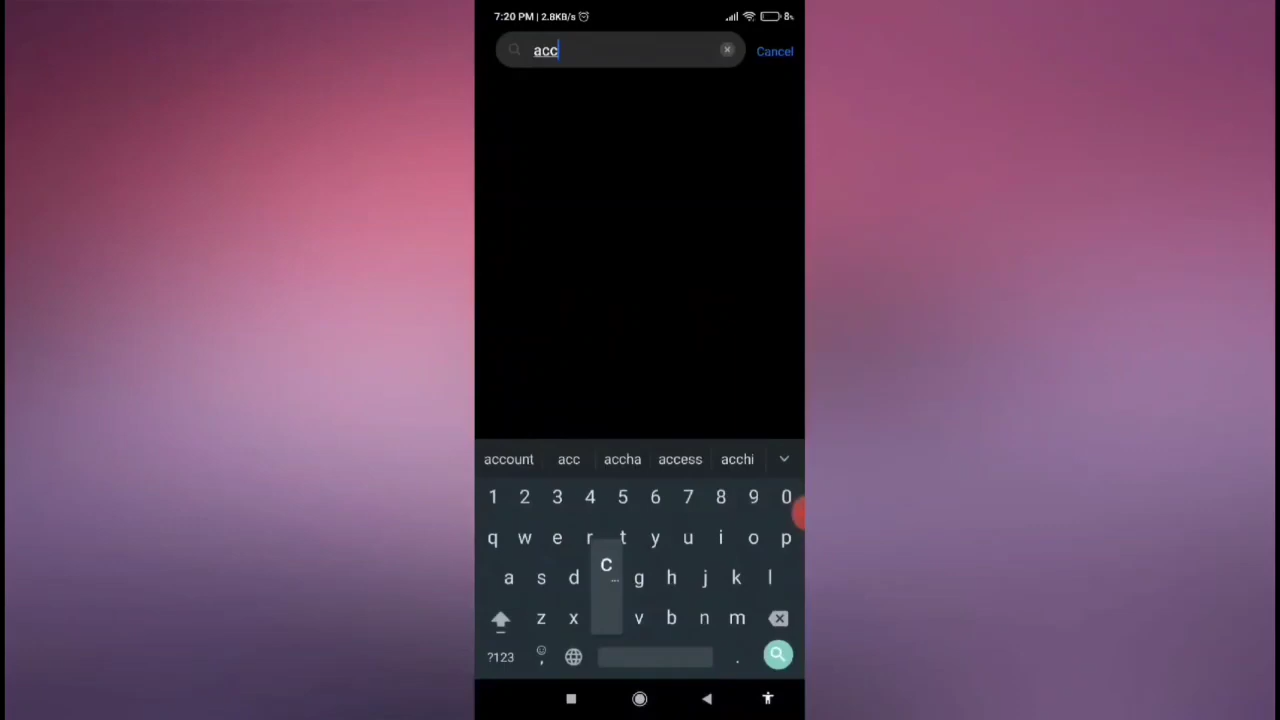 7:20 PM | 2.8KB/s 8%
acc Cancel
account acc accha access acchi
1 2 3 4 5 6 7 8 9 0
q w e r t y u i o p
a s d c ... g h j k l
z x v b n m
?123 , .